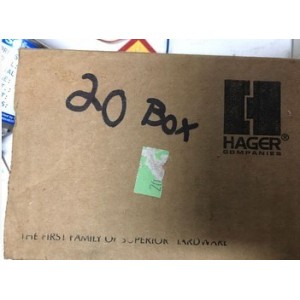 20 Box
HAGER
COMPANIES
THE FIRST FAMILY OF SUPERIOR HARDWARE